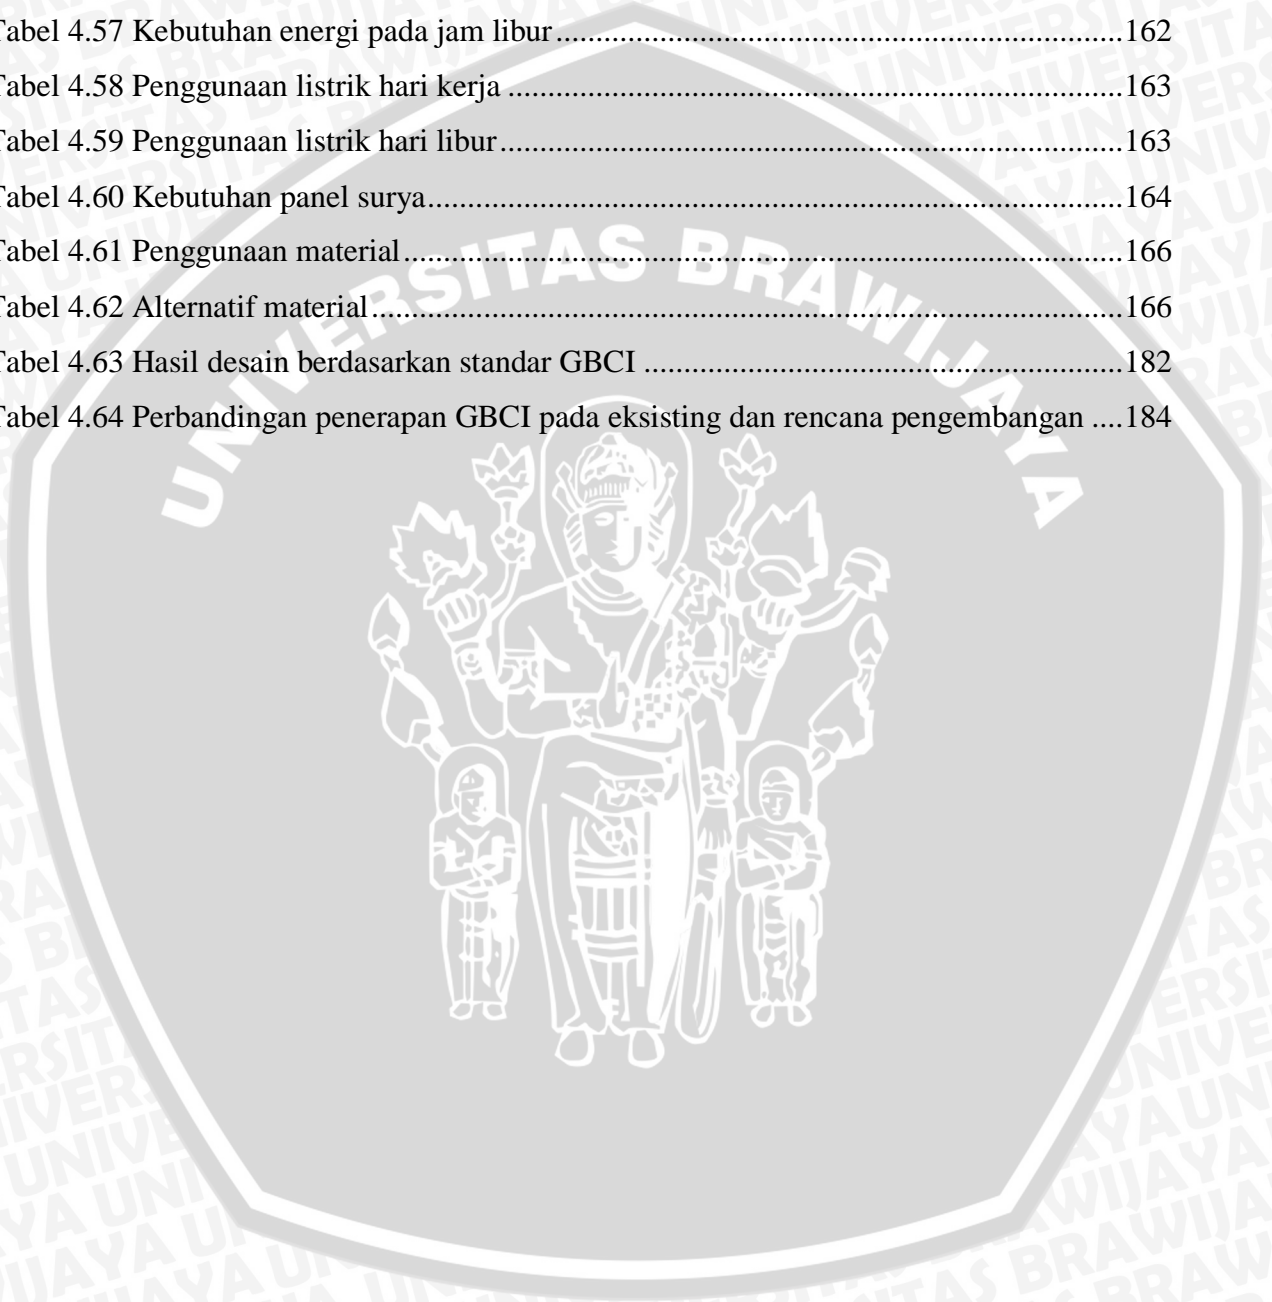 Tabel 4.57 Kebutuhan energi pada jam libur.......................................................................162
Tabel 4.58 Penggunaan listrik hari kerja .............................................................................163
Tabel 4.59 Penggunaan listrik hari libur..............................................................................163
Tabel 4.60 Kebutuhan panel surya.......................................................................................164
Tabel 4.61 Penggunaan material..........................................................................................166
Tabel 4.62 Alternatif material..............................................................................................166
Tabel 4.63 Hasil desain berdasarkan standar GBCI ............................................................182
Tabel 4.64 Perbandingan penerapan GBCI pada eksisting dan rencana pengembangan ....184
UNIVERSITAS BRAWIJAYA